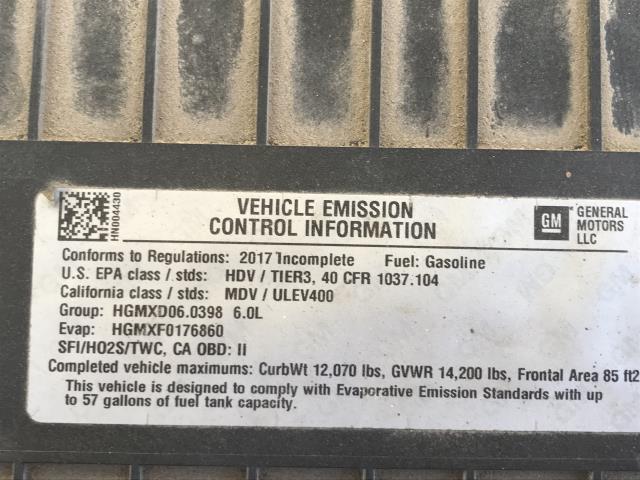 HN004430
VEHICLE EMISSION
CONTROL INFORMATION
GM
GENERAL
MOTORS
LLC
Conforms to Regulations: 2017 Incomplete Fuel: Gasoline
U.S. EPA class / stds: HDV / TIER3, 40 CFR 1037.104
California class / stds: MDV / ULEV400
Group: HGMXD06.0398 6.0L
Evap: HGMXF0176860
SFI/HO2S/TWC, CA OBD: II
Completed vehicle maximums: CurbWt 12,070 lbs, GVWR 14,200 lbs, Frontal Area 85 ft2
This vehicle is designed to comply with Evaporative Emission Standards with up
to 57 gallons of fuel tank capacity.